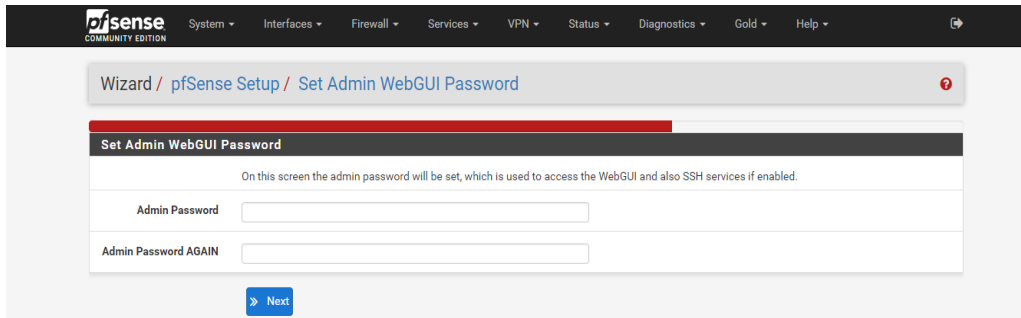 pfsense
COMMUNITY EDITION
System Interfaces Firewall Services VPN Status Diagnostics Gold Help
Wizard / pfSense Setup / Set Admin WebGUI Password
Set Admin WebGUI Password
On this screen the admin password will be set, which is used to access the WebGUI and also SSH services if enabled.
Admin Password
Admin Password AGAIN
Next